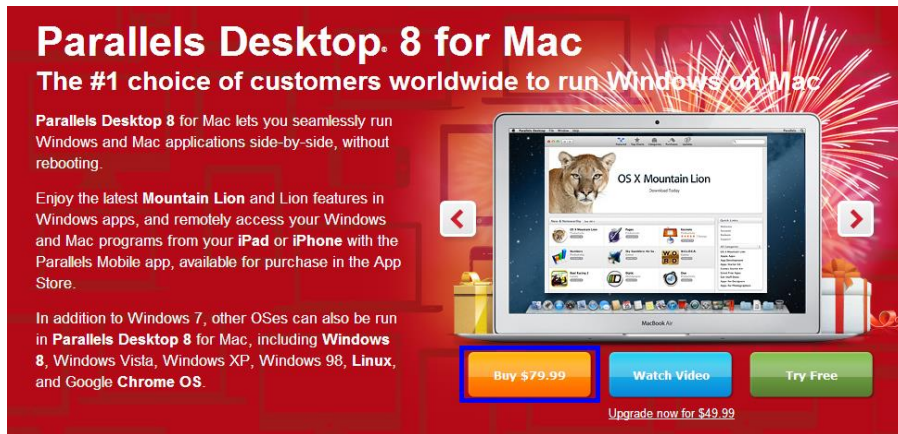 Parallels Desktop® 8 for Mac
The #1 choice of customers worldwide to run Windows on Mac
Parallels Desktop 8 for Mac lets you seamlessly run
Windows and Mac applications side-by-side, without
rebooting.
Enjoy the latest Mountain Lion and Lion features in
Windows apps, and remotely access your Windows
and Mac programs from your iPad or iPhone with the
Parallels Mobile app, available for purchase in the App
Store.
In addition to Windows 7, other OSes can also be run
in Parallels Desktop 8 for Mac, including Windows
8, Windows Vista, Windows XP, Windows 98, Linux,
and Google Chrome OS.
OS X Mountain Lion
Download Today
MacBook Air
Buy $79.99
Watch Video
Try Free
Upgrade now for $49.99